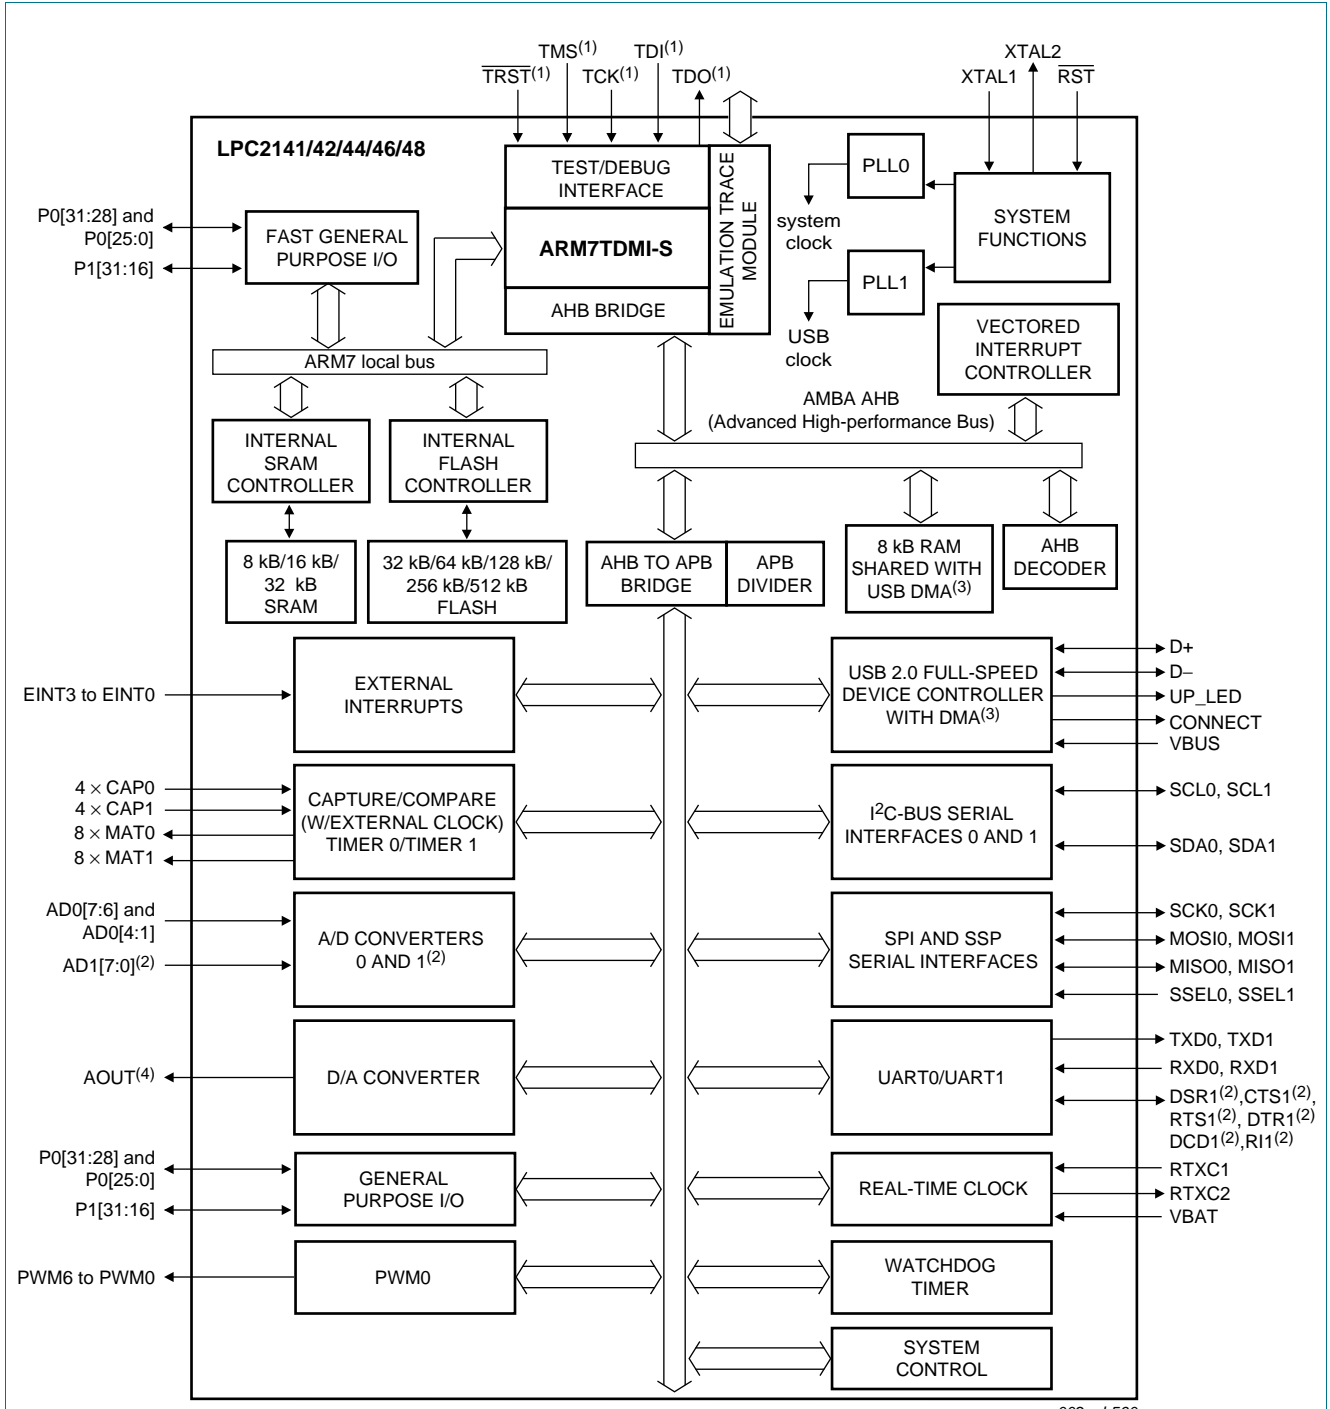 XTAL2
TMS(1) TDI(1)
TRST(1) TCK(1) TDO(1) XTAL1 RST
LPC2141/42/44/46/48
TEST/DEBUG
INTERFACE
EMULATION TRACE
MODULE
PLL0
system
clock
SYSTEM
FUNCTIONS
P0[31:28] and
P0[25:0]
P1[31:16]
FAST GENERAL
PURPOSE I/O
ARM7TDMI-S
PLL1
USB
clock
AHB BRIDGE
VECTORED
INTERRUPT
CONTROLLER
ARM7 local bus
AMBA AHB
(Advanced High-performance Bus)
INTERNAL
SRAM
CONTROLLER
INTERNAL
FLASH
CONTROLLER
8 kB/16 kB/
32 kB
SRAM
32 kB/64 kB/128 kB/
256 kB/512 kB
FLASH
AHB TO APB
BRIDGE
APB
DIVIDER
8 kB RAM
SHARED WITH
USB DMA(3)
AHB
DECODER
EINT3 to EINT0
EXTERNAL
INTERRUPTS
USB 2.0 FULL-SPEED
DEVICE CONTROLLER
WITH DMA(3)
D+
D−
UP_LED
CONNECT
VBUS
4 × CAP0
4 × CAP1
8 × MAT0
8 × MAT1
CAPTURE/COMPARE
(W/EXTERNAL CLOCK)
TIMER 0/TIMER 1
I2C-BUS SERIAL
INTERFACES 0 AND 1
SCL0, SCL1
SDA0, SDA1
AD0[7:6] and
AD0[4:1]
AD1[7:0](2)
A/D CONVERTERS
0 AND 1(2)
SPI AND SSP
SERIAL INTERFACES
SCK0, SCK1
MOSI0, MOSI1
MISO0, MISO1
SSEL0, SSEL1
AOUT(4)
D/A CONVERTER
UART0/UART1
TXD0, TXD1
RXD0, RXD1
DSR1(2),CTS1(2),
RTS1(2), DTR1(2)
DCD1(2),RI1(2)
P0[31:28] and
P0[25:0]
P1[31:16]
GENERAL
PURPOSE I/O
REAL-TIME CLOCK
RTXC1
RTXC2
VBAT
PWM6 to PWM0
PWM0
WATCHDOG
TIMER
SYSTEM
CONTROL